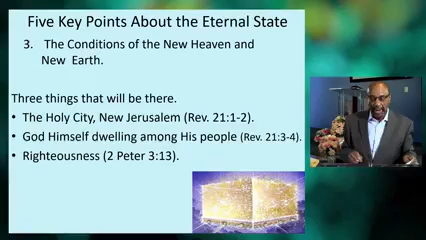 Five Key Points About the Eternal State
3. The Conditions of the New Heaven and
New Earth.
Three things that will be there.
• The Holy City, New Jerusalem (Rev. 21:1-2).
• God Himself dwelling among His people (Rev. 21:3-4).
• Righteousness (2 Peter 3:13).